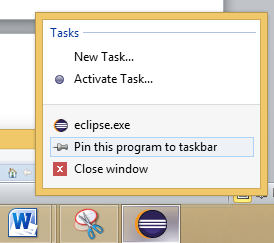 Tasks
New Task...
Activate Task...
eclipse.exe
Pin this program to taskbar
Close window
W